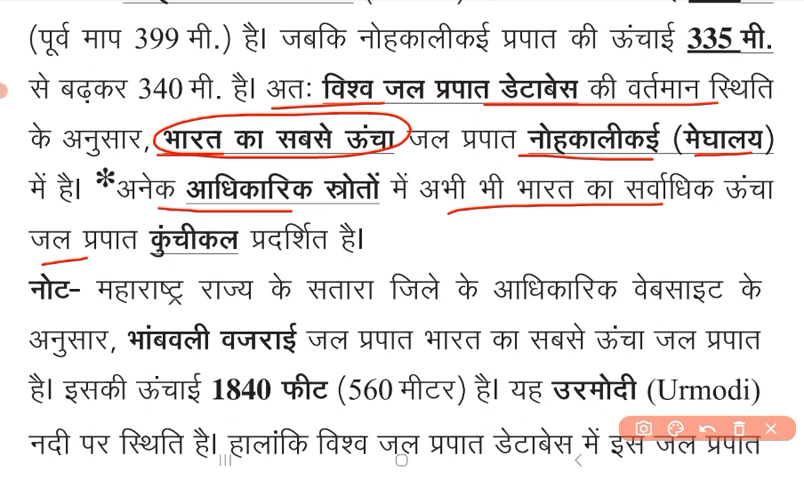 (पूर्व माप 399 मी.) है। जबकि नोहकालीकई प्रपात की ऊंचाई 335 मी.
से बढ़कर 340 मी. है। अतः विश्व जल प्रपात डेटाबेस की वर्तमान स्थिति
के अनुसार, भारत का सबसे ऊंचा जल प्रपात नोहकालीकई (मेघालय)
में है। *अनेक आधिकारिक स्रोतों में अभी भी भारत का सर्वाधिक ऊंचा
जल प्रपात कुंचीकल प्रदर्शित है।
नोट- महाराष्ट्र राज्य के सतारा जिले के आधिकारिक वेबसाइट के
अनुसार, भांबवली वजराई जल प्रपात भारत का सबसे ऊंचा जल प्रपात
है। इसकी ऊंचाई 1840 फीट (560 मीटर) है। यह उरमोदी (Urmodi)
नदी पर स्थिति है। हालांकि विश्व जल प्रपात डेटाबेस में इस जल प्रपात